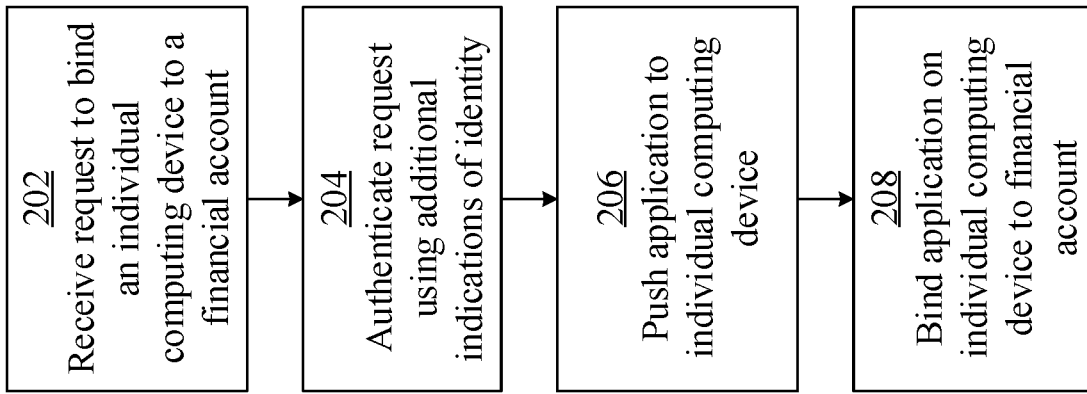 202
Receive request to bind
an individual
computing device to a
financial account
204
Authenticate request
using additional
indications of identity
206
Push application to
individual computing
device
208
Bind application on
individual computing
device to financial
account